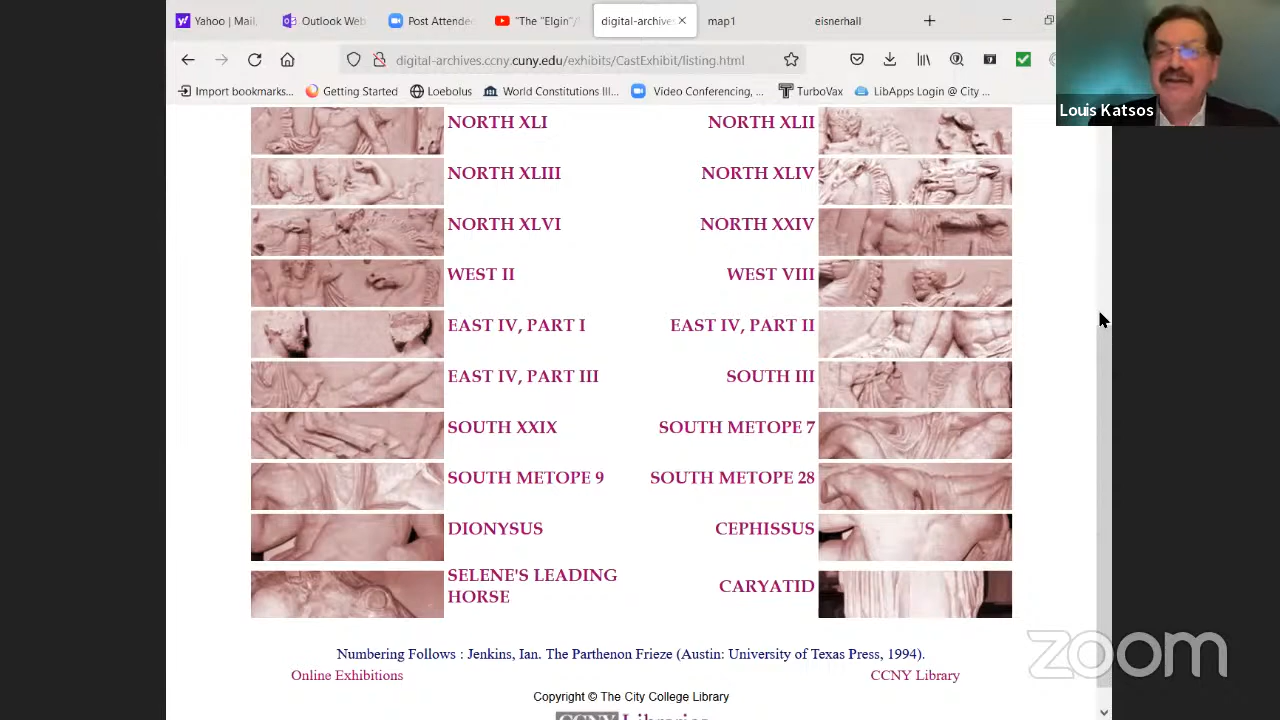 Yahoo | Mail,
Outlook Web
Post Attende
"The "Elgin"/
digital-archives
map1
eisnerhall
digital-archives.ccny.cuny.edu/exhibits/CastExhibit/listing.html
Import bookmarks...
Getting Started
Loebolus
World Constitutions Ill...
Video Conferencing, ...
TurboVax
LibApps Login @ City ...
Louis Katsos
NORTH XLI
NORTH XLII
NORTH XLIII
NORTH XLIV
NORTH XLVI
NORTH XXIV
WEST II
WEST VIII
EAST IV, PART I
EAST IV, PART II
EAST IV, PART III
SOUTH III
SOUTH XXIX
SOUTH METOPE 7
SOUTH METOPE 9
SOUTH METOPE 28
DIONYSUS
CEPHISSUS
SELENE'S LEADING
HORSE
CARYATID
Numbering Follows : Jenkins, Ian. The Parthenon Frieze (Austin: University of Texas Press, 1994).
Online Exhibitions
CCNY Library
Copyright © The City College Library
CCNY Libraries
zoom